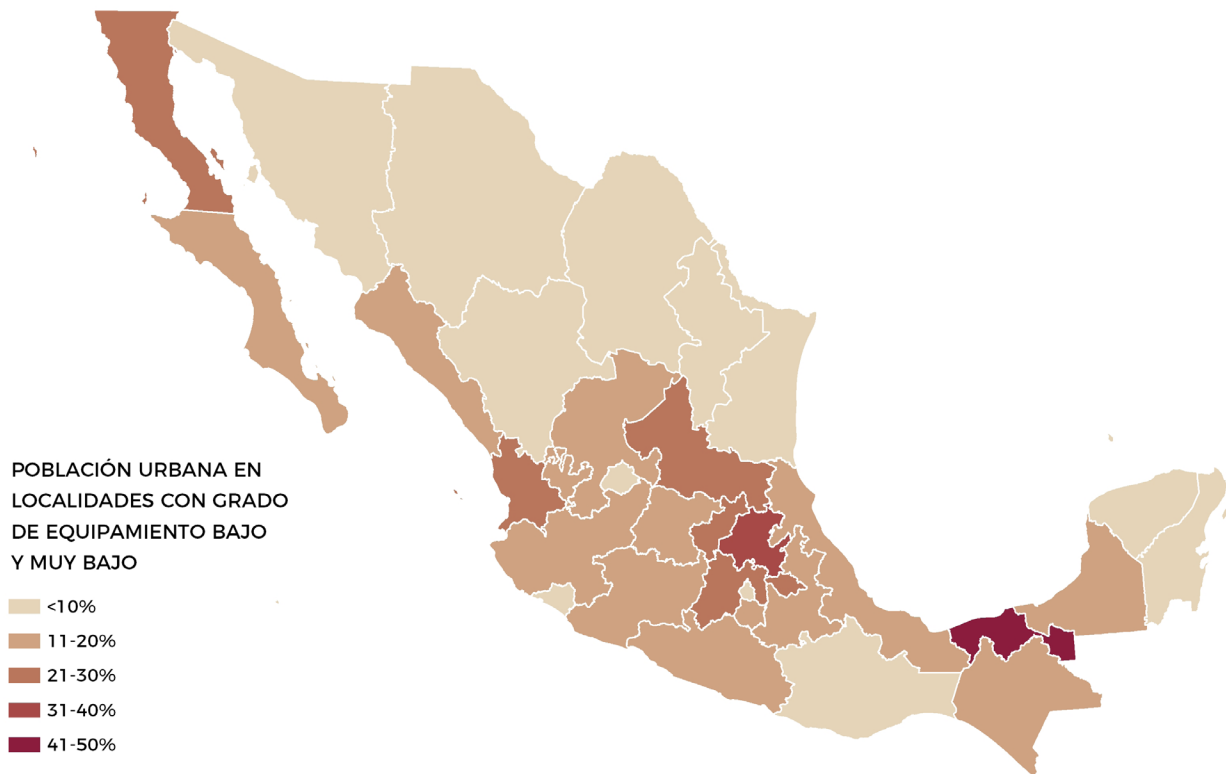 POBLACIÓN URBANA EN
LOCALIDADES CON GRADO
DE EQUIPAMIENTO BAJO
Y MUY BAJO
<10%
11-20%
21-30%
31-40%
41-50%